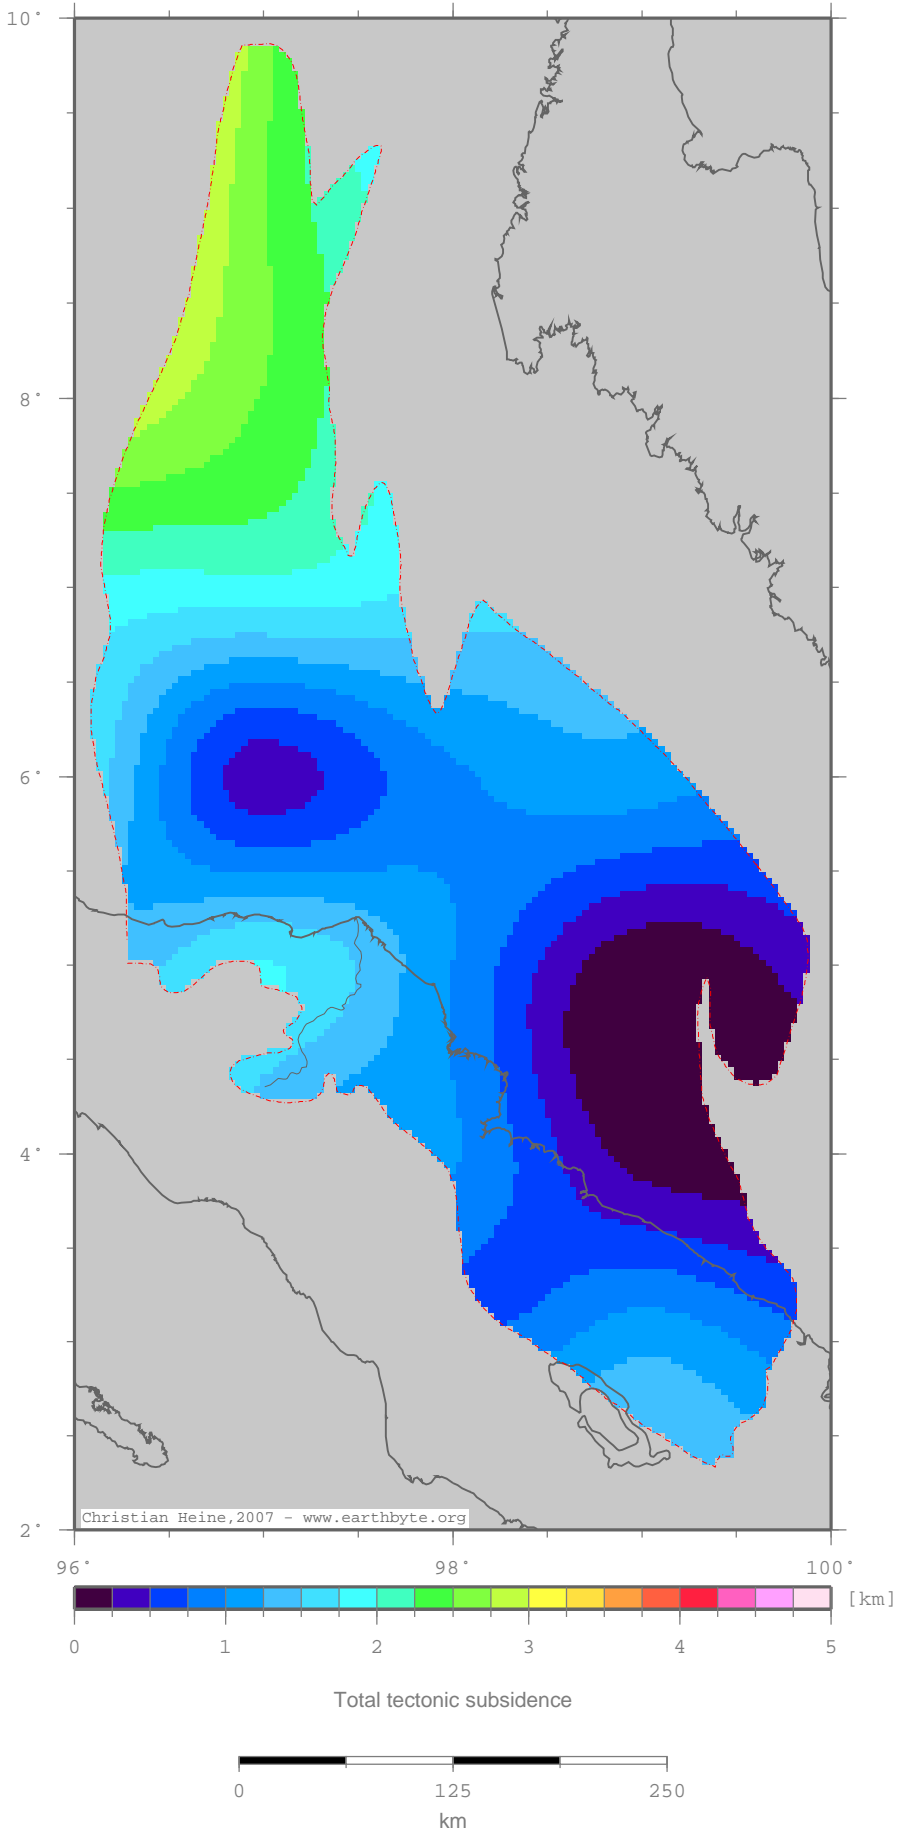 10°
8°
6°
4°
Christian Heine,2007 - www.earthbyte.org
2°
96° 98° 100°
[km]
0 1 2 3 4 5
Total tectonic subsidence
0 125 250
km